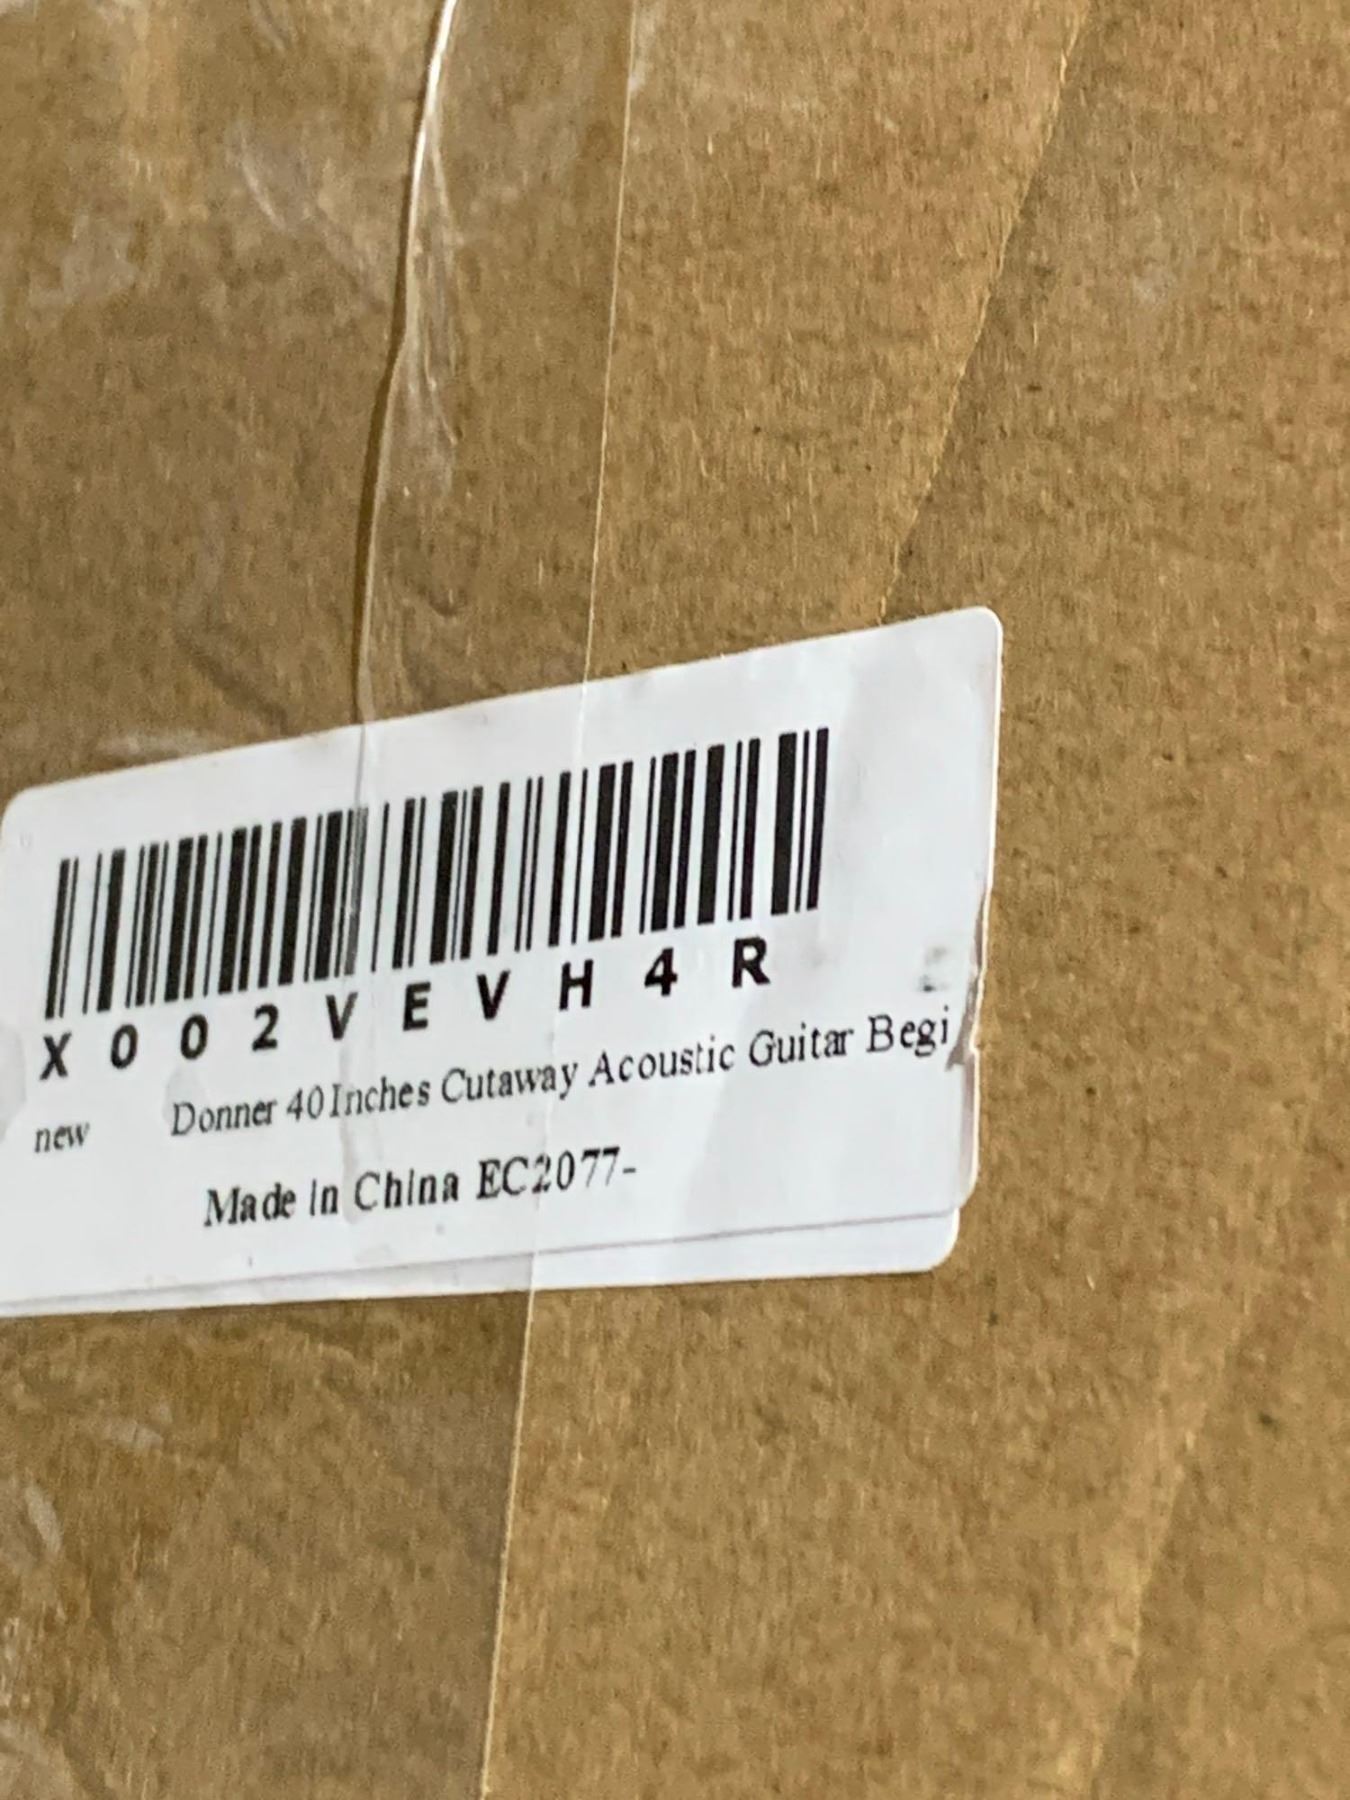 X002VEVH4R
Donner 40 Inches Cutaway Acoustic Guitar Begi
new
Made in China EC2077-